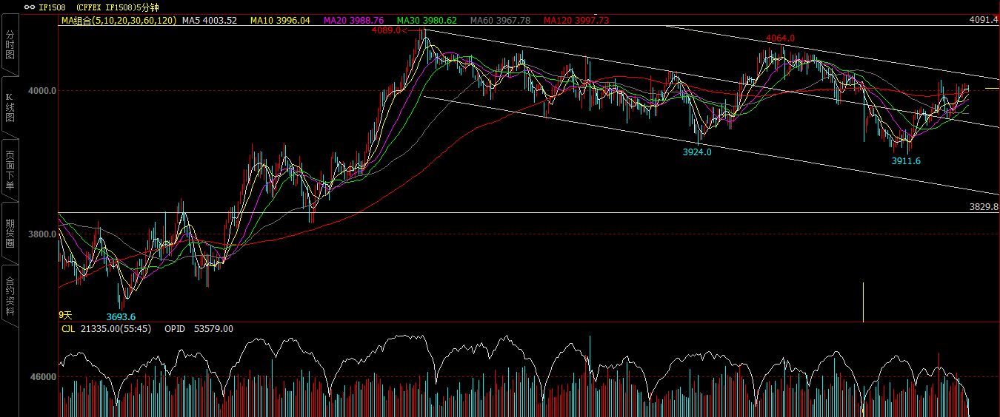 IF1508 (CFFEX IF1508)5分钟
MA组合(5,10,20,30,60,120) MA5 4003.52 MA10 3996.04 MA20 3988.76 MA30 3980.62 MA60 3967.78 MA120 3997.73
4091.4
4089.0<
4064.0
分时图
4000.0
K线图
3924.0
3911.6
页面下单
3829.8
3800.0
期货圈
合约资料
9天
3693.6
CJL 21335.00(55:45) OPID 53579.00
46000